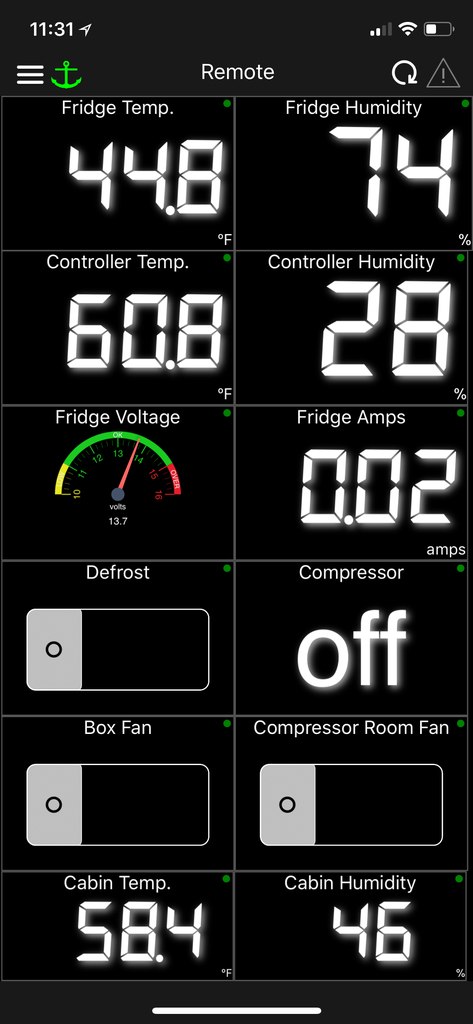 11:31
Remote
Fridge Temp.
44.8
°F
Fridge Humidity
74
%
Controller Temp.
60.8
°F
Controller Humidity
28
%
Fridge Voltage
OK
10 11 12 13 14 15 16
OVER
volts
13.7
Fridge Amps
0.02
amps
Defrost
Compressor
off
Box Fan
Compressor Room Fan
Cabin Temp.
58.4
°F
Cabin Humidity
46
%